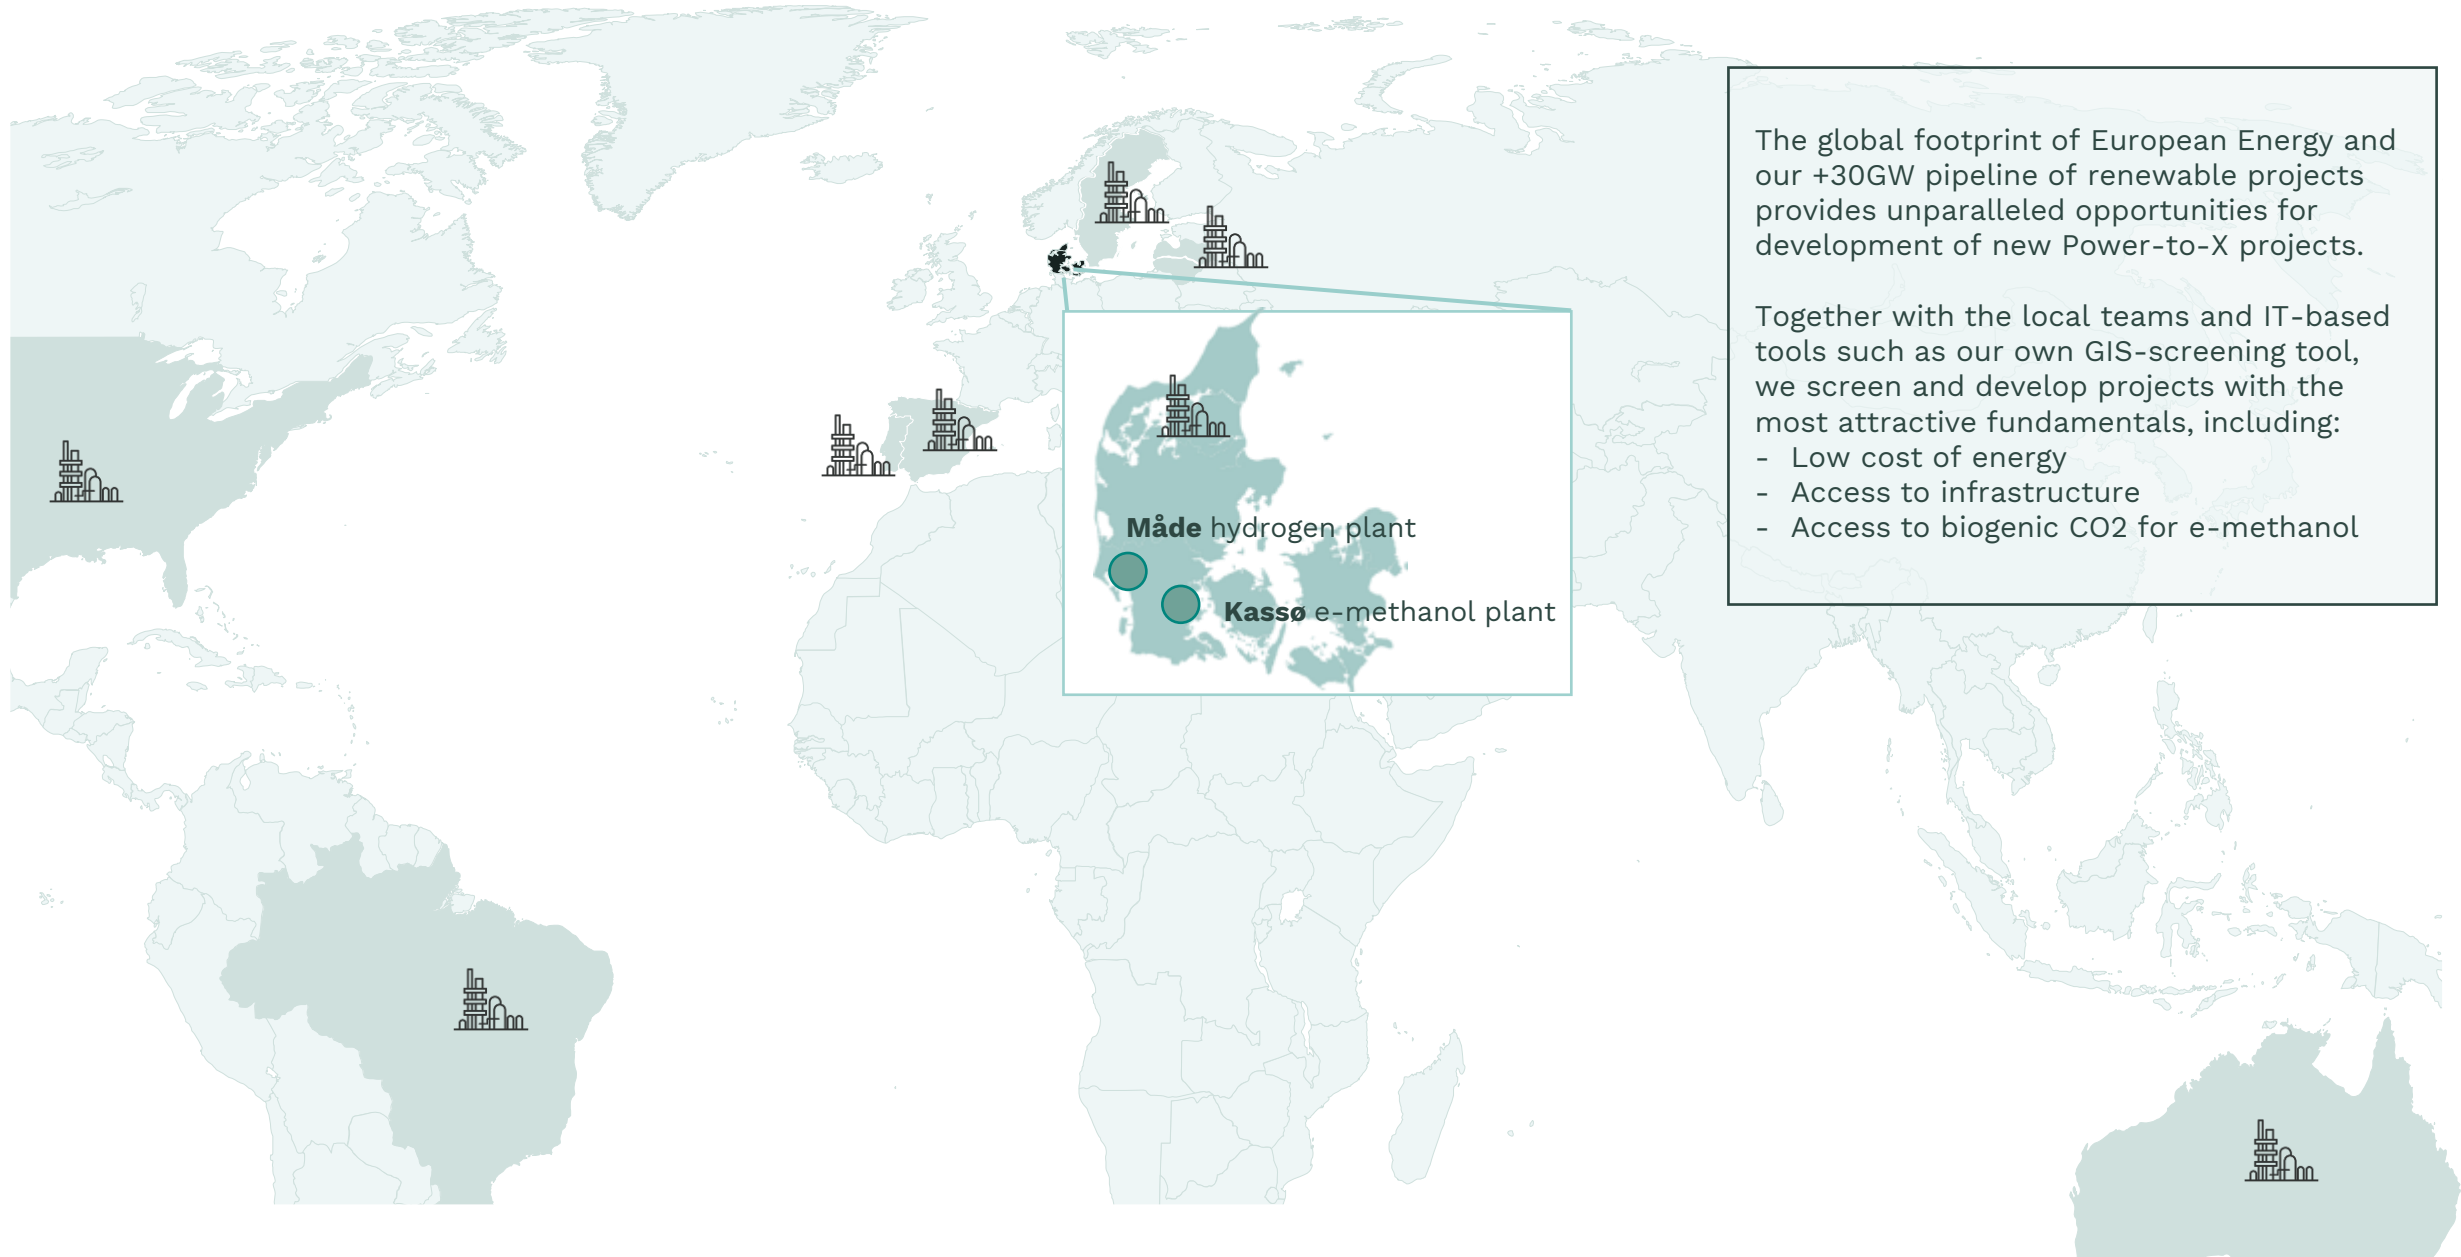 The global footprint of European Energy and
our +30GW pipeline of renewable projects
provides unparalleled opportunities for
development of new Power-to-X projects.
Together with the local teams and IT-based
tools such as our own GIS-screening tool,
we screen and develop projects with the
most attractive fundamentals, including:
- Low cost of energy
- Access to infrastructure
- Access to biogenic CO2 for e-methanol
Måde hydrogen plant
Kassø e-methanol plant